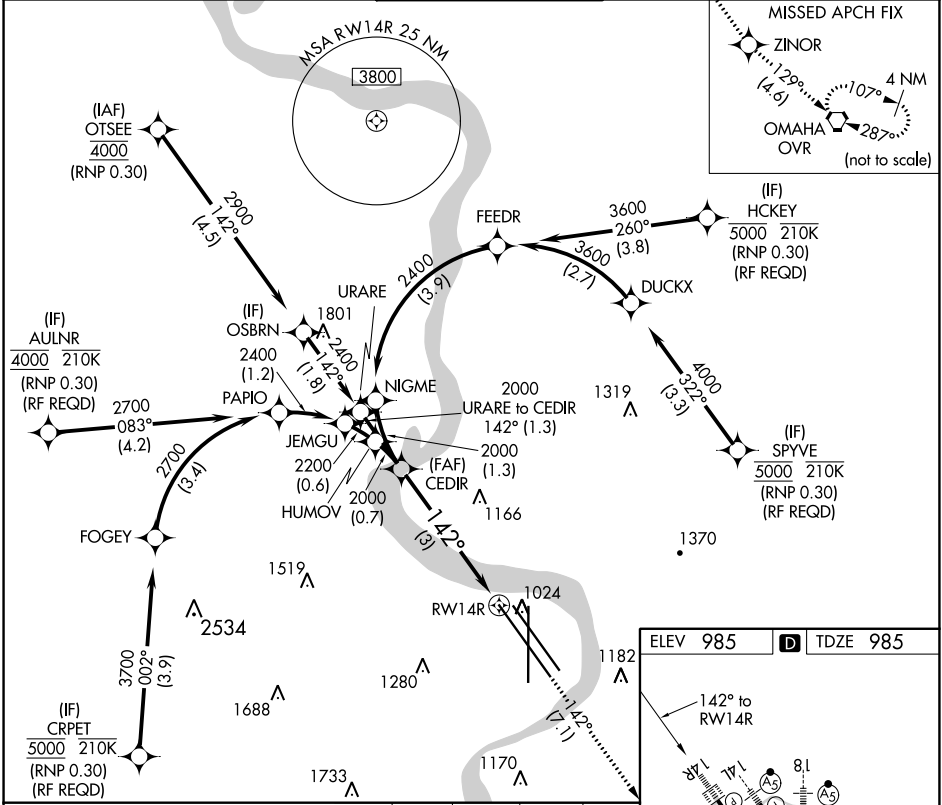 MSA RW14R 25 NM
3800
MISSED APCH FIX
ZINOR
129°
(4.6)
107°
4 NM
287°
OMAHA
OVR
(not to scale)
(IAF)
OTSEE
4000
(RNP 0.30)
2900
142°
(4.5)
FEEDR
3600
260°
(3.8)
(IF)
HCKEY
5000 210K
(RNP 0.30)
(RF REQD)
3600
(2.7)
DUCKX
2400
(3.9)
URARE
(IF)
OSBRN
1801
2400
142°
(1.8)
(IF)
AULNR
4000 210K
(RNP 0.30)
(RF REQD)
2700
083°
(4.2)
PAPIO
2400
(1.2)
NIGME
2000
URARE to CEDIR
142° (1.3)
1319
4000
322°
(3.3)
(IF)
SPYVE
5000 210K
(RNP 0.30)
(RF REQD)
JEMGU
2200
(0.6)
HUMOV
2000
(0.7)
2000
(1.3)
(FAF)
CEDIR
1166
2700
(3.4)
FOGEY
142°
(3)
1370
1519
2534
RW14R
1024
3700
002°
(3.9)
1280
1182
1688
(IF)
CRPET
5000 210K
(RNP 0.30)
(RF REQD)
1733
1170
142°
(7.1)
ELEV 985
D
TDZE 985
142° to
RW14R
14R
14L
18
A5
A5